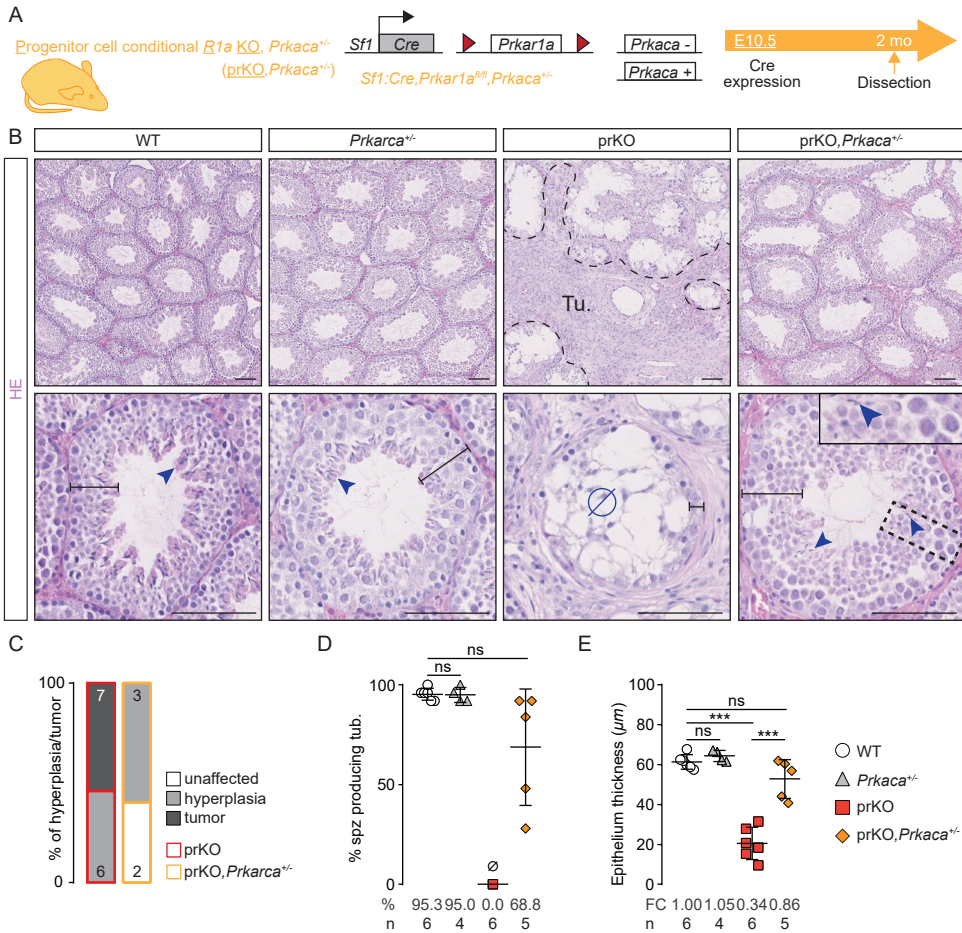 A
Progenitor cell conditional R1a KO, Prkaca+/-
(prKO,Prkaca+/-)
Sf1 Cre Prkar1a
Sf1:Cre,Prkar1afl/fl,Prkaca+/-
Prkaca -
Prkaca +
E10.5 2 mo
Cre expression
Dissection
B
WT Prkarca+/- prKO prKO,Prkaca+/-
HE
Tu.
C
% of hyperplasia/tumor
100
0
7 3
6 2
unaffected
hyperplasia
tumor
prKO
prKO,Prkarca+/-
D
% spz producing tub.
100
50
0
ns
ns
% 95.3 95.0 0.0 68.8
n 6 4 6 5
E
Epithelium thickness (µm)
100
80
60
40
20
0
ns
***
ns ***
FC 1.00 1.05 0.34 0.86
n 6 4 6 5
WT
Prkaca+/-
prKO
prKO,Prkaca+/-